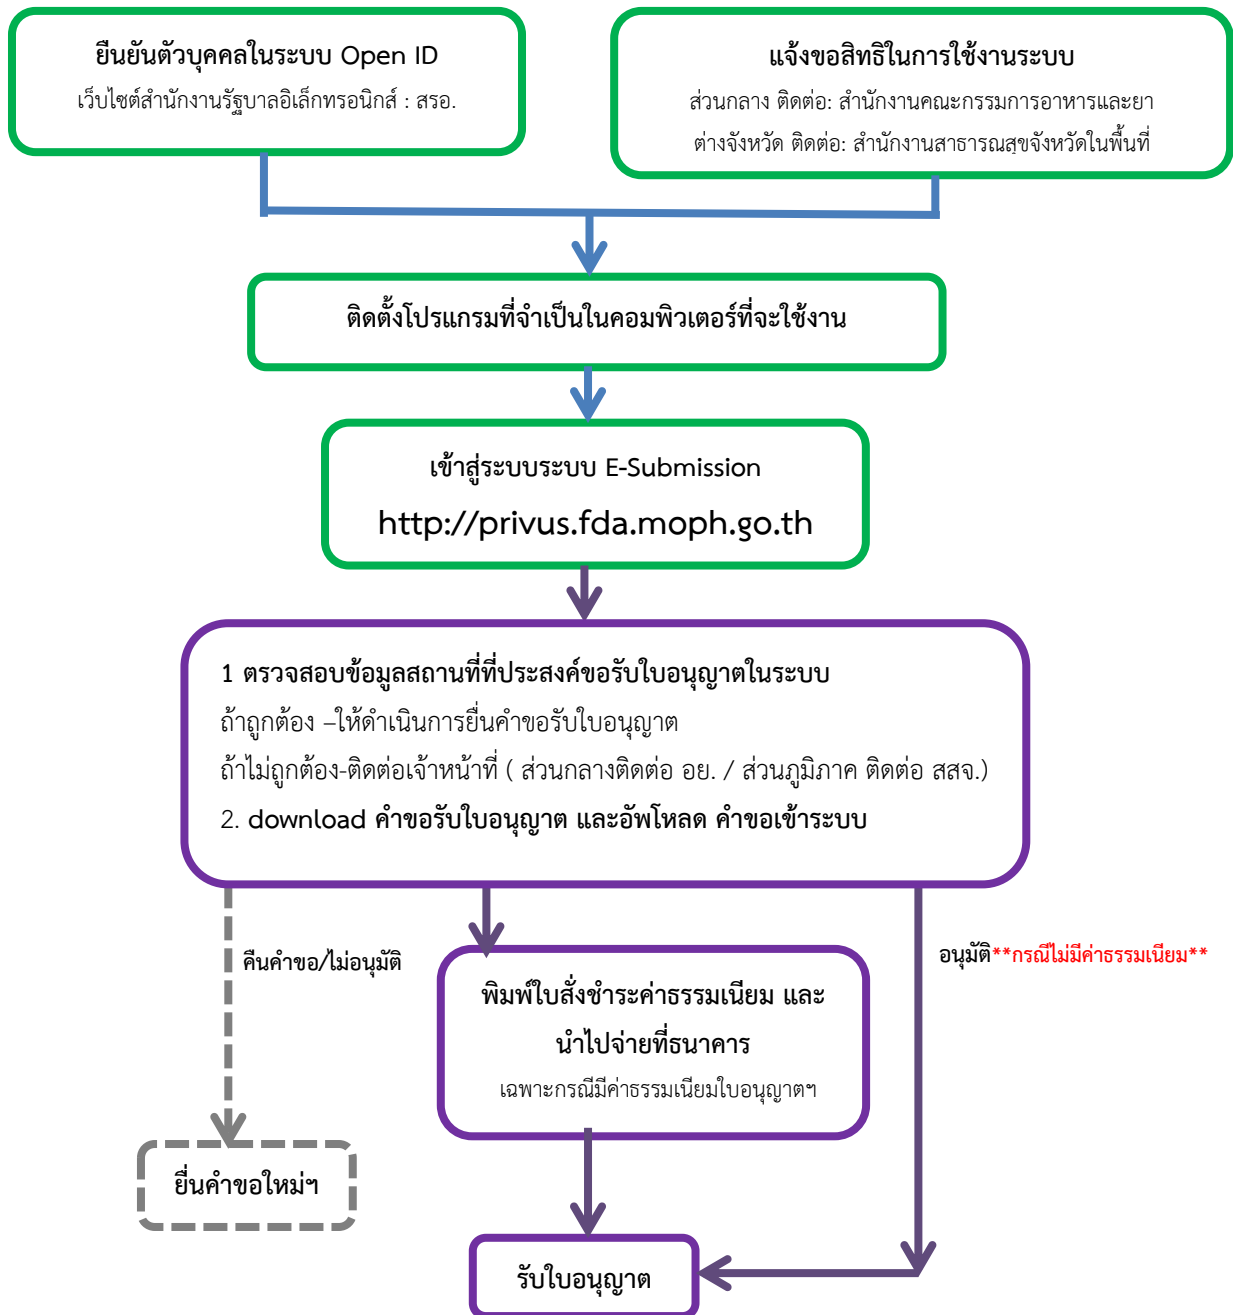 ยืนยันตัวบุคคลในระบบ Open ID
เว็บไซต์สำนักงานรัฐบาลอิเล็กทรอนิกส์ : สรอ.
แจ้งขอสิทธิในการใช้งานระบบ
ส่วนกลาง ติดต่อ: สำนักงานคณะกรรมการอาหารและยา
ต่างจังหวัด ติดต่อ: สำนักงานสาธารณสุขจังหวัดในพื้นที่
ติดตั้งโปรแกรมที่จำเป็นในคอมพิวเตอร์ที่จะใช้งาน
เข้าสู่ระบบระบบ E-Submission
http://privus.fda.moph.go.th
1 ตรวจสอบข้อมูลสถานที่ที่ประสงค์ขอรับใบอนุญาตในระบบ
ถ้าถูกต้อง –ให้ดำเนินการยื่นคำขอรับใบอนุญาต
ถ้าไม่ถูกต้อง-ติดต่อเจ้าหน้าที่ ( ส่วนกลางติดต่อ อย. / ส่วนภูมิภาค ติดต่อ สสจ.)
2. download คำขอรับใบอนุญาต และอัพโหลด คำขอเข้าระบบ
คืนคำขอ/ไม่อนุมัติ
อนุมัติ**กรณีไม่มีค่าธรรมเนียม**
พิมพ์ใบสั่งชำระค่าธรรมเนียม และ
นำไปจ่ายที่ธนาคาร
เฉพาะกรณีมีค่าธรรมเนียมใบอนุญาตฯ
ยื่นคำขอใหม่ฯ
รับใบอนุญาต